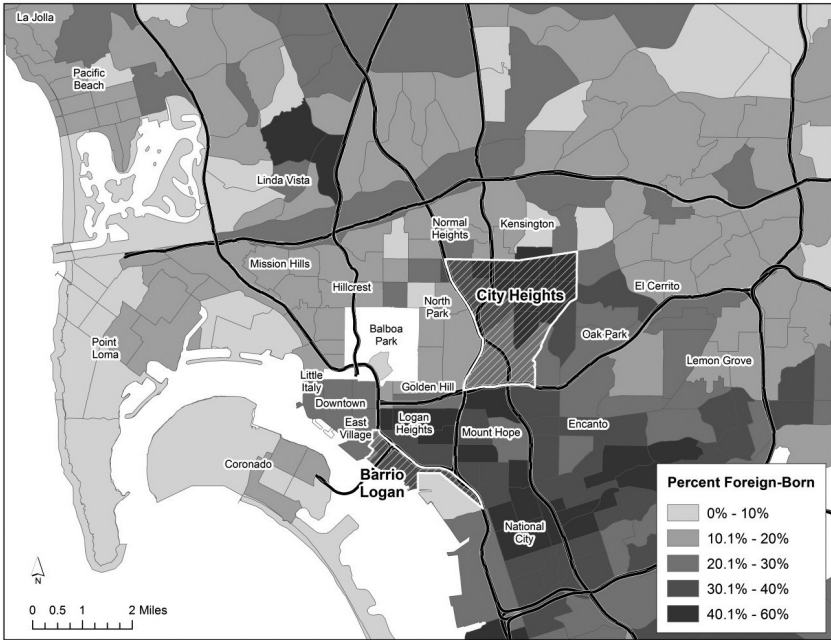 La Jolla
Pacific
Beach
Linda Vista
Normal
Heights
Kensington
Mission Hills
Hillcrest
City Heights
El Cerrito
North
Park
Balboa
Park
Oak Park
Point
Loma
Lemon Grove
Little
Italy
Golden Hill
Downtown
Logan
Heights
East
Village
Mount Hope
Encanto
Coronado
Barrio
Logan
National
City
Percent Foreign-Born
0% - 10%
10.1% - 20%
20.1% - 30%
30.1% - 40%
40.1% - 60%
N
0 0.5 1 2 Miles